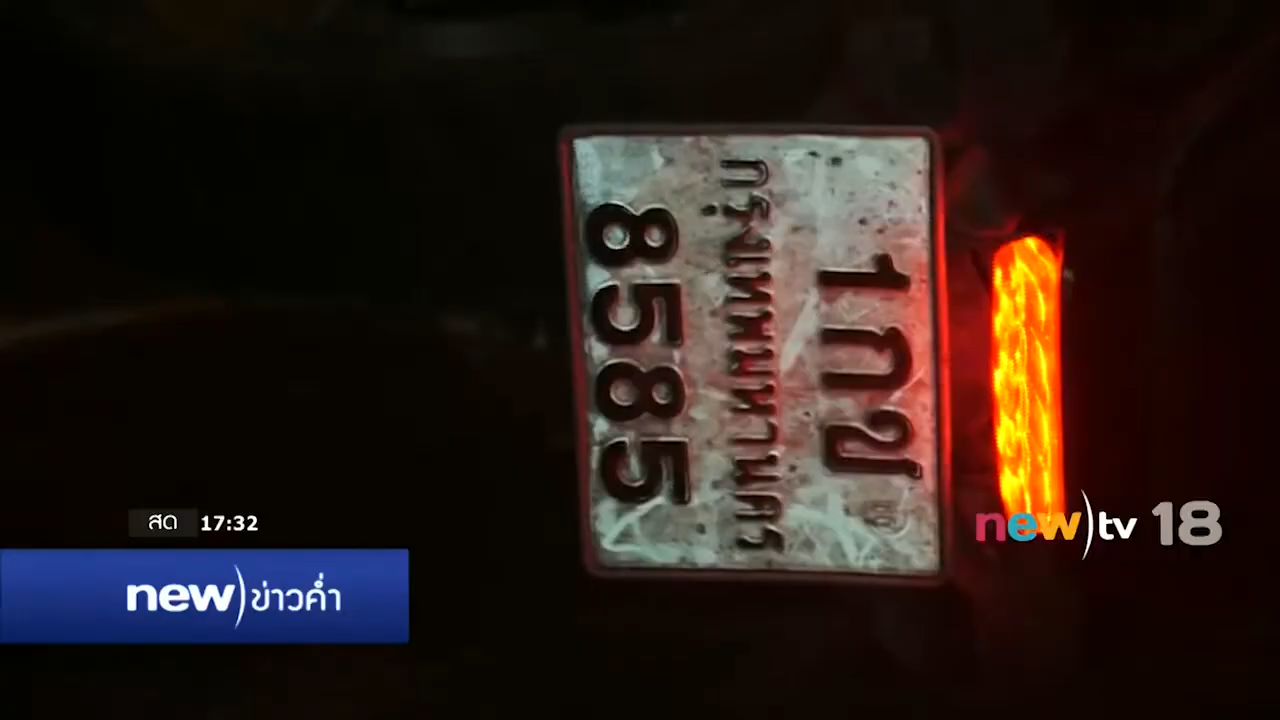 1กข
กรุงเทพมหานคร
8585
สด 17:32
new)ข่าวค่ำ
new)tv 18